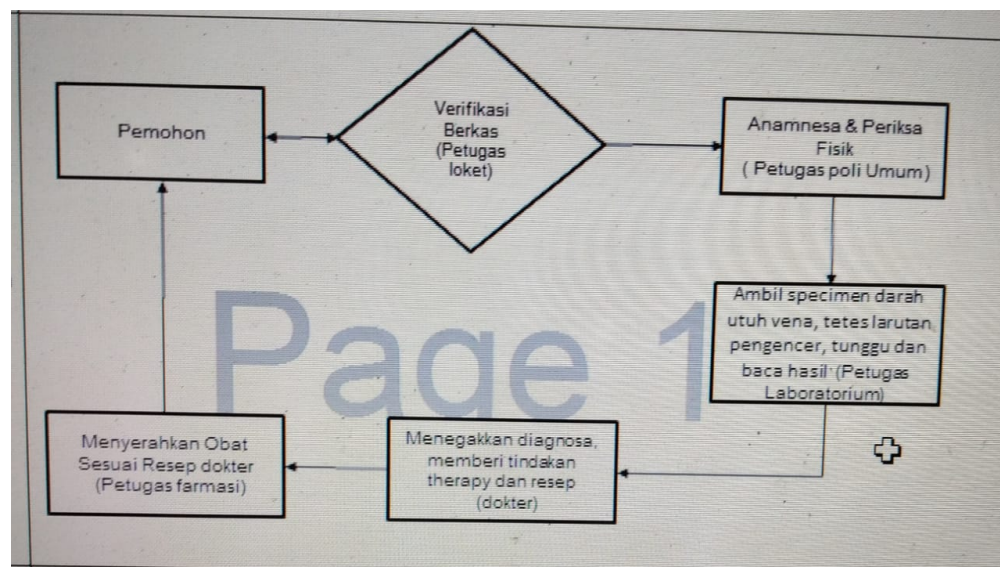 Pemohon
Verifikasi
Berkas
(Petugas
loket)
Anamnesa & Periksa
Fisik
( Petugas poli Umum)
Ambil specimen darah
utuh vena, tetes larutan
pengencer, tunggu dan
baca hasil (Petugas
Laboratorium)
Menegakkan diagnosa,
memberi tindakan
therapy dan resep
(dokter)
Menyerahkan Obat
Sesuai Resep dokter
(Petugas farmasi)
Page 1